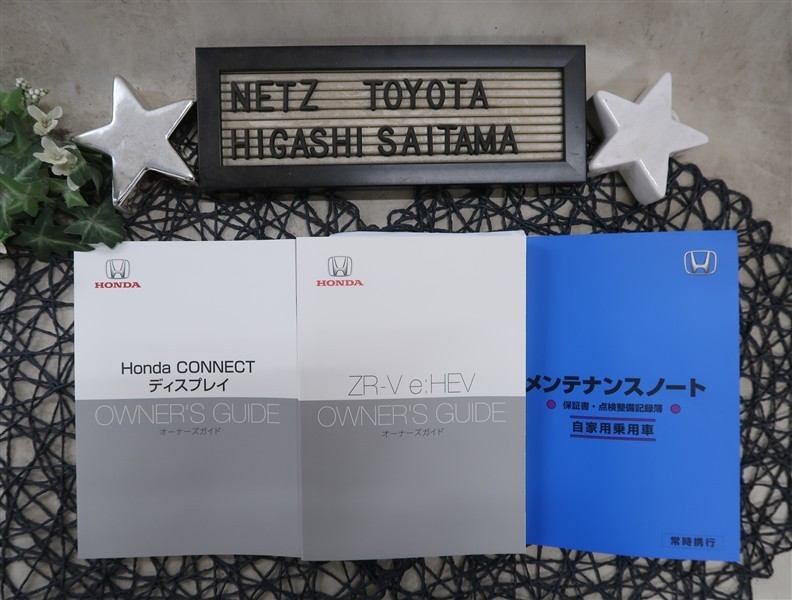 NETZ TOYOTA
HIGASHI SAITAMA
HONDA
Honda CONNECT
ディスプレイ
OWNER'S GUIDE
オーナーズガイド
HONDA
ZR-V e:HEV
OWNER'S GUIDE
オーナーズガイド
メンテナンスノート
保証書・点検整備記録簿
自家用乗用車
常時携行